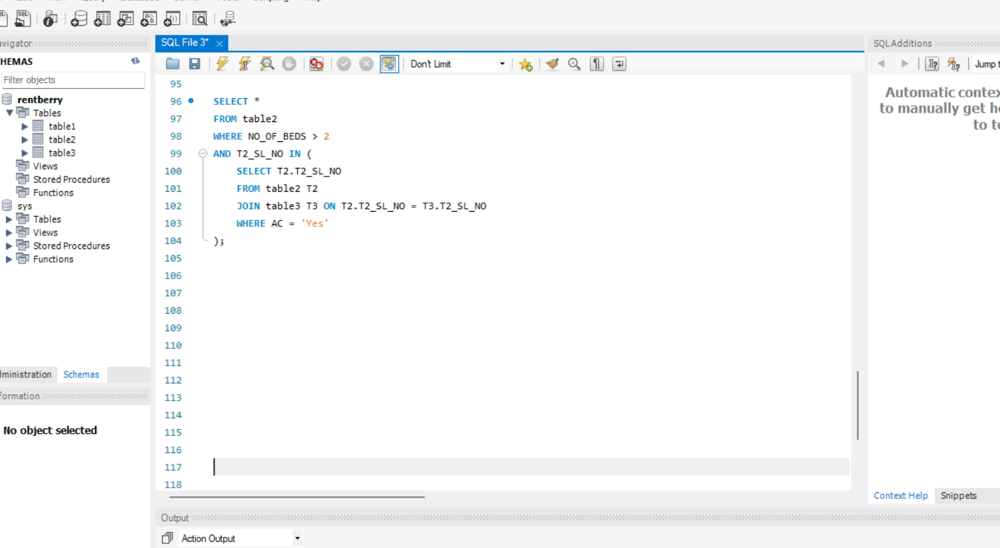 SQL File 3*
avigator
SQLAdditions
HEMAS
Don't Limit
Jump t
Filter objects
rentberry
Tables
table1
table2
table3
Views
Stored Procedures
Functions
sys
Tables
Views
Stored Procedures
Functions
dministration Schemas
formation
No object selected
95
96 SELECT *
97 FROM table2
98 WHERE NO_OF_BEDS > 2
99 AND T2_SL_NO IN (
100 SELECT T2.T2_SL_NO
101 FROM table2 T2
102 JOIN table3 T3 ON T2.T2_SL_NO = T3.T2_SL_NO
103 WHERE AC = 'Yes'
104 );
105
106
107
108
109
110
111
112
113
114
115
116
117
118
Automatic contex
to manually get he
to to
Context Help Snippets
Output
Action Output